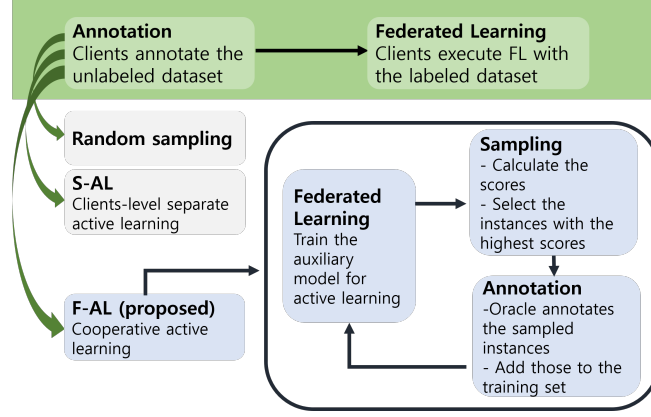 Annotation
Clients annotate the
unlabeled dataset
Federated Learning
Clients execute FL with
the labeled dataset
Random sampling
S-AL
Clients-level separate
active learning
F-AL (proposed)
Cooperative active
learning
Federated
Learning
Train the
auxiliary
model for
active learning
Sampling
- Calculate the
scores
- Select the
instances with the
highest scores
Annotation
-Oracle annotates
the sampled
instances
- Add those to the
training set